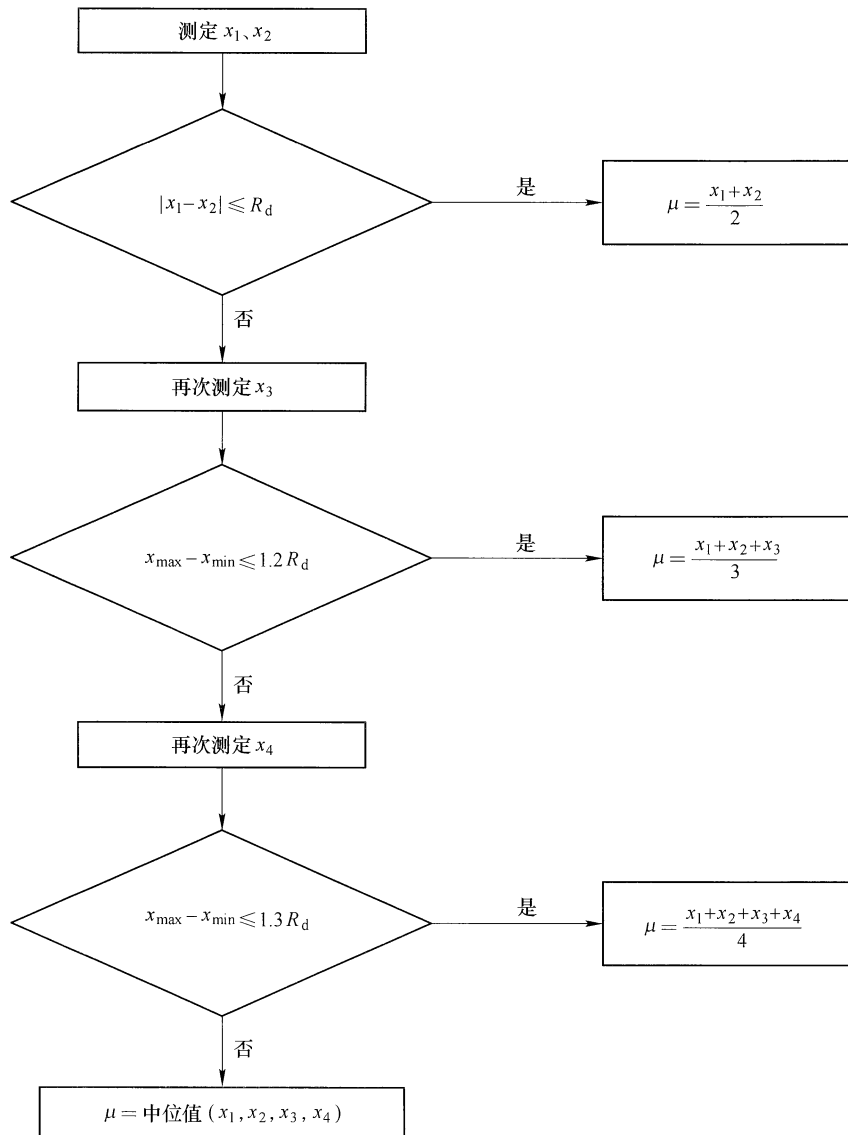 测定 x₁、x₂
|x₁−x₂| ≤ R_d
是
μ = (x₁+x₂)/2
否
再次测定 x₃
x_max − x_min ≤ 1.2 R_d
是
μ = (x₁+x₂+x₃)/3
否
再次测定 x₄
x_max − x_min ≤ 1.3 R_d
是
μ = (x₁+x₂+x₃+x₄)/4
否
μ = 中位值 (x₁, x₂, x₃, x₄)